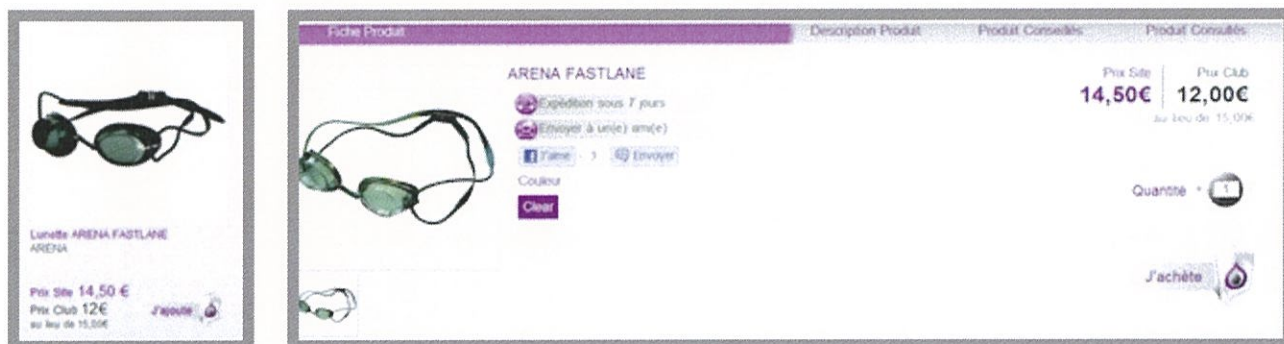 Lunette ARENA FASTLANE
ARENA
Prix Site 14,50 €
Prix Club 12€
au lieu de 15,00€
J'ajoute
Fiche Produit
Description Produit
Produit Conseillés
Produit Consultés
ARENA FASTLANE
Expédition sous 7 jours
Envoyer à un(e) ami(e)
J'aime
Envoyer
Couleur
Clear
Prix Site
14,50€
Prix Club
12,00€
au lieu de 15,00€
Quantité
1
J'achète